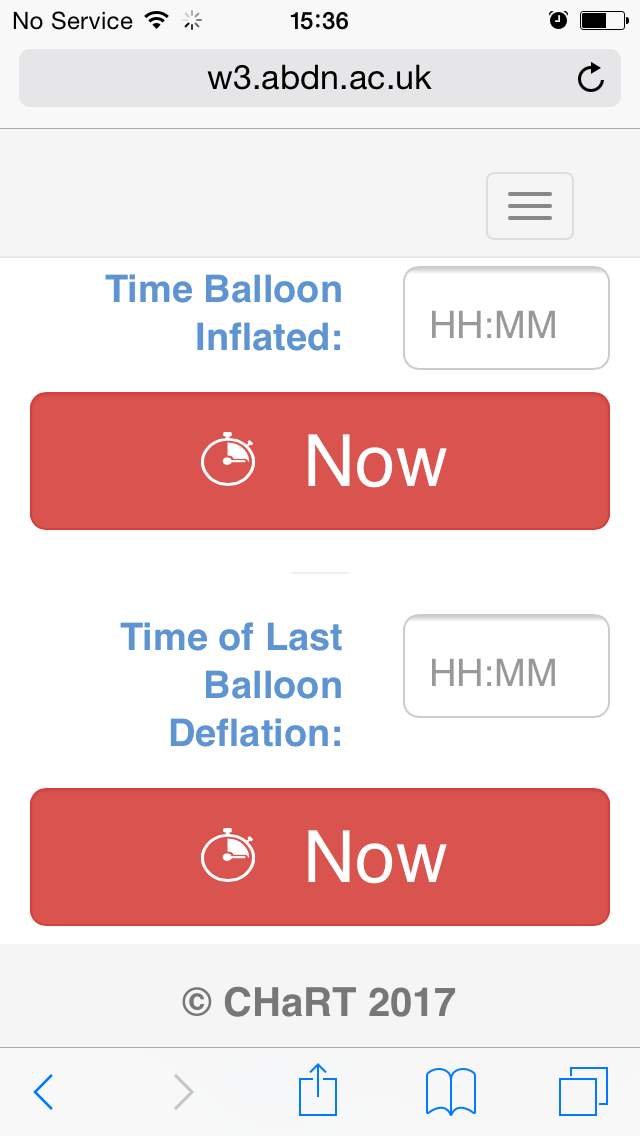 No Service 15:36
w3.abdn.ac.uk
Time Balloon
Inflated:
HH:MM
Now
Time of Last
Balloon
Deflation:
HH:MM
Now
© CHaRT 2017